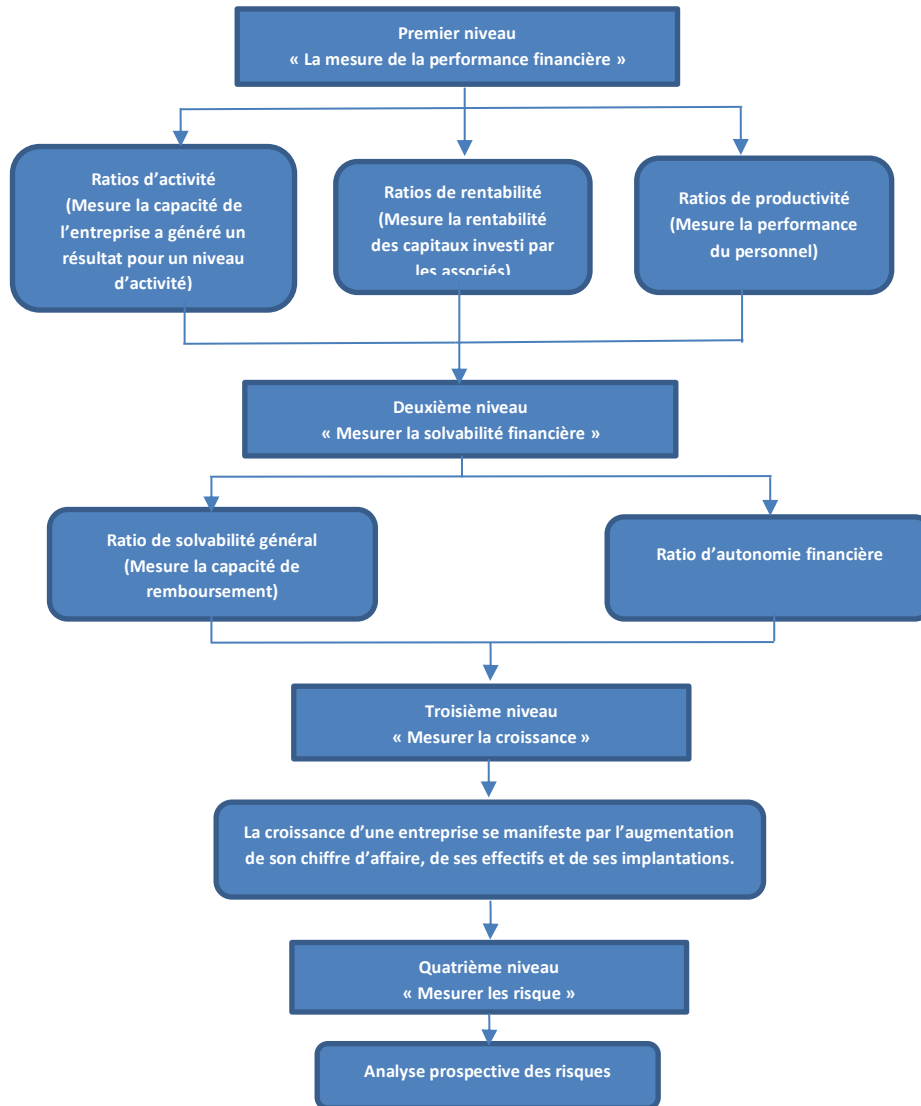 Premier niveau
« La mesure de la performance financière »
Ratios d’activité
(Mesure la capacité de
l’entreprise a généré un
résultat pour un niveau
d’activité)
Ratios de rentabilité
(Mesure la rentabilité
des capitaux investi par
les associés)
Ratios de productivité
(Mesure la performance
du personnel)
Deuxième niveau
« Mesurer la solvabilité financière »
Ratio de solvabilité général
(Mesure la capacité de
remboursement)
Ratio d’autonomie financière
Troisième niveau
« Mesurer la croissance »
La croissance d’une entreprise se manifeste par l’augmentation
de son chiffre d’affaire, de ses effectifs et de ses implantations.
Quatrième niveau
« Mesurer les risque »
Analyse prospective des risques